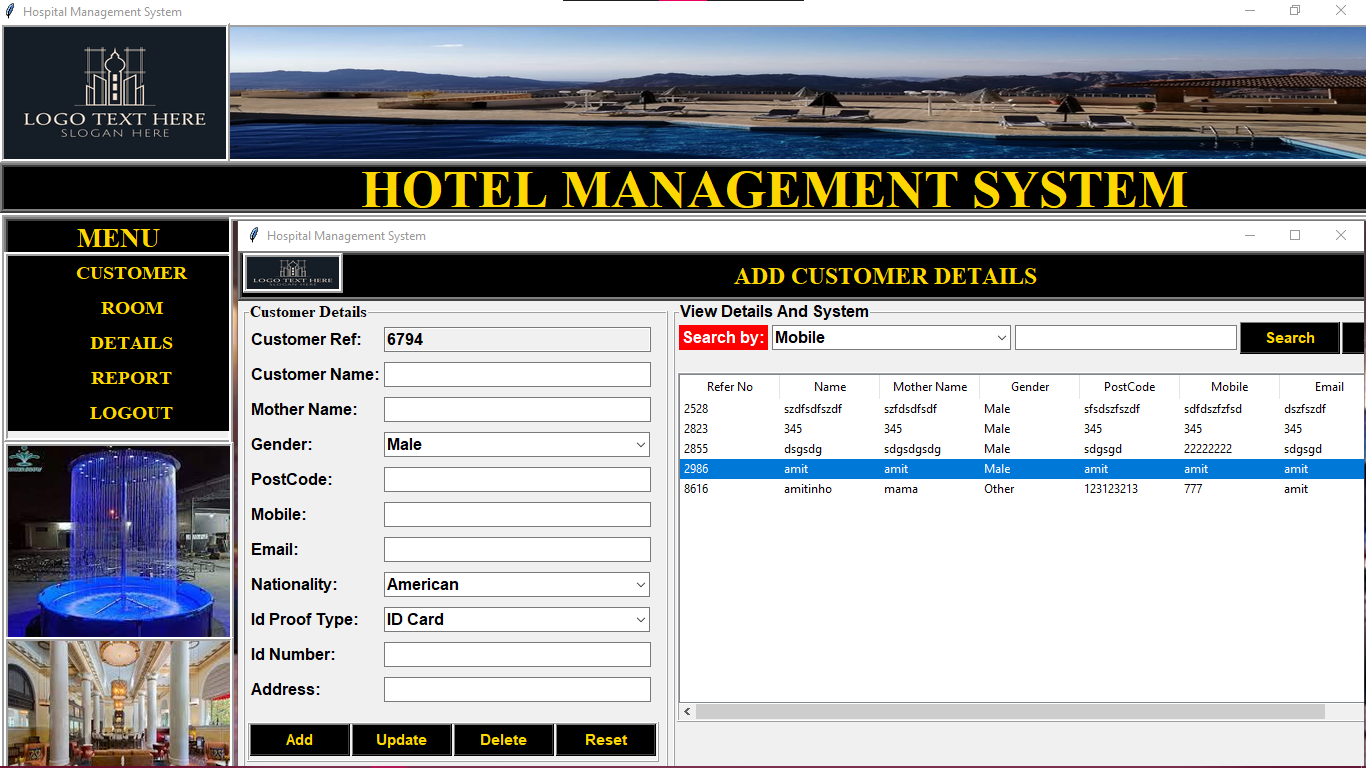 Hospital Management System
LOGO TEXT HERE
SLOGAN HERE
HOTEL MANAGEMENT SYSTEM
MENU
CUSTOMER
ROOM
DETAILS
REPORT
LOGOUT
Hospital Management System
LOGO TEXT HERE
ADD CUSTOMER DETAILS
Customer Details
Customer Ref: 6794
Customer Name:
Mother Name:
Gender: Male
PostCode:
Mobile:
Email:
Nationality: American
Id Proof Type: ID Card
Id Number:
Address:
Add Update Delete Reset
View Details And System
Search by: Mobile Search
Refer No Name Mother Name Gender PostCode Mobile Email
2528 szdfsdfszdf szfdsdfsdf Male sfsdszfszdf sdfdszfzfsd dszfszdf
2823 345 345 Male 345 345 345
2855 dsgsdg sdgsdgsdg Male sdgsgd 22222222 sdgsgd
2986 amit amit Male amit amit amit
8616 amitinho mama Other 123123213 777 amit